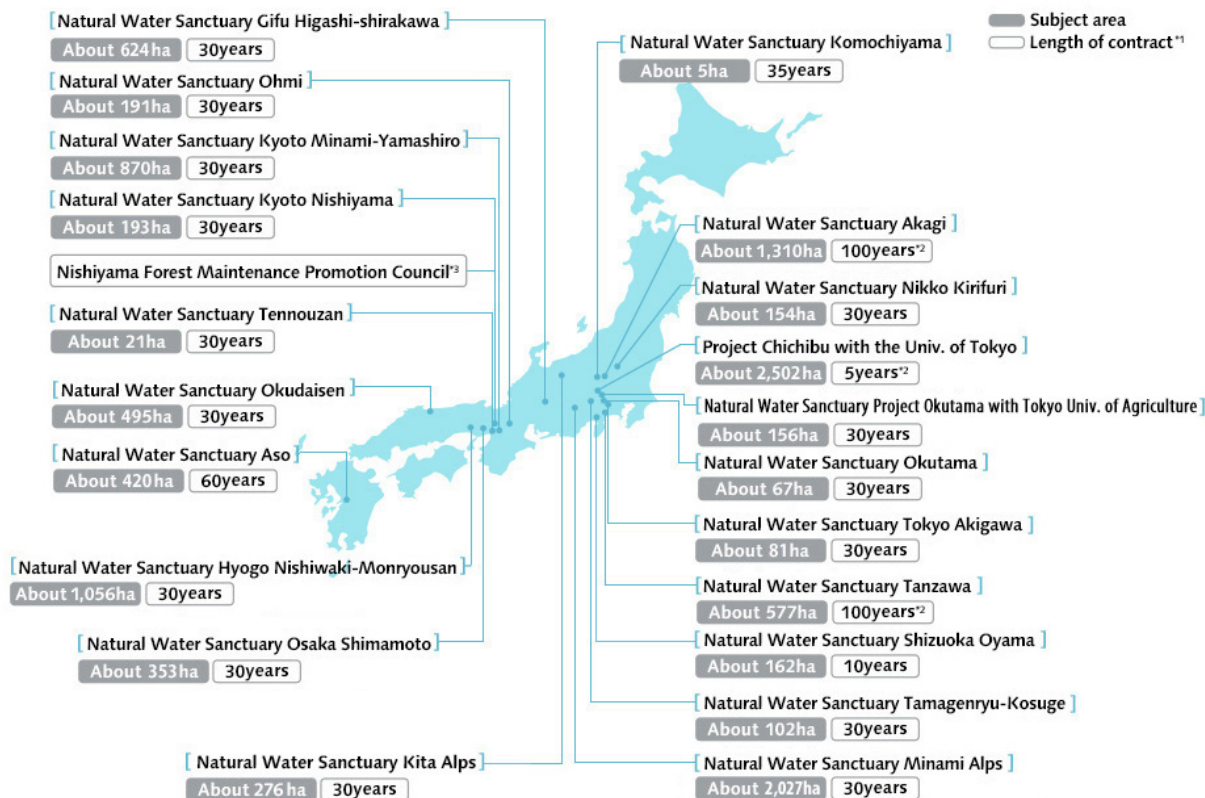 [Natural Water Sanctuary Gifu Higashi-shirakawa]
About 624ha 30years
[Natural Water Sanctuary Ohmi]
About 191ha 30years
[Natural Water Sanctuary Kyoto Minami-Yamashiro]
About 870ha 30years
[Natural Water Sanctuary Kyoto Nishiyama]
About 193ha 30years
Nishiyama Forest Maintenance Promotion Council*3
[Natural Water Sanctuary Tennouzan]
About 21ha 30years
[Natural Water Sanctuary Okudaisen]
About 495ha 30years
[Natural Water Sanctuary Aso]
About 420ha 60years
[Natural Water Sanctuary Hyogo Nishiwaki-Monryousan]
About 1,056ha 30years
[Natural Water Sanctuary Osaka Shimamoto]
About 353ha 30years
[Natural Water Sanctuary Kita Alps]
About 276 ha 30years
Subject area
Length of contract*1
[Natural Water Sanctuary Komochiyama]
About 5ha 35years
[Natural Water Sanctuary Akagi]
About 1,310ha 100years*2
[Natural Water Sanctuary Nikko Kirifuri]
About 154ha 30years
[Project Chichibu with the Univ. of Tokyo]
About 2,502ha 5years*2
[Natural Water Sanctuary Project Okutama with Tokyo Univ. of Agriculture]
About 156ha 30years
[Natural Water Sanctuary Okutama]
About 67ha 30years
[Natural Water Sanctuary Tokyo Akigawa]
About 81ha 30years
[Natural Water Sanctuary Tanzawa]
About 577ha 100years*2
[Natural Water Sanctuary Shizuoka Oyama]
About 162ha 10years
[Natural Water Sanctuary Tamagenryu-Kosuge]
About 102ha 30years
[Natural Water Sanctuary Minami Alps]
About 2,027ha 30years